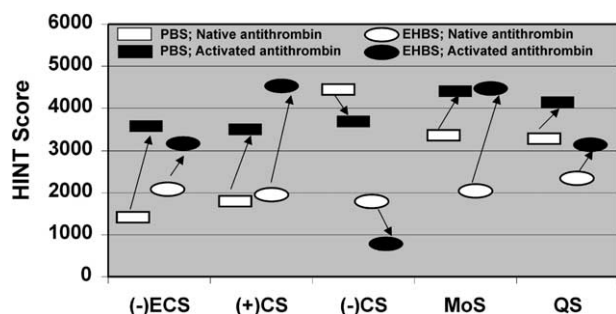 6000
5000
4000
3000
2000
1000
0
HINT Score
PBS; Native antithrombin EHBS; Native antithrombin
PBS; Activated antithrombin EHBS; Activated antithrombin
(-)ECS (+)CS (-)CS MoS QS